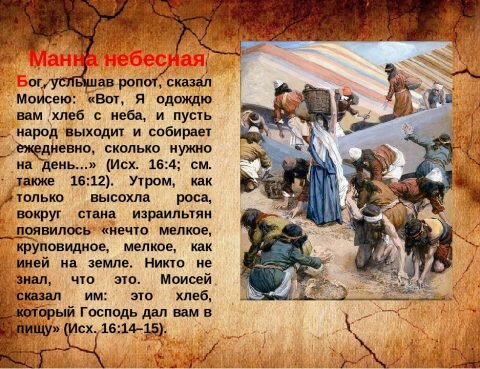 Манна небесная
Бог, услышав ропот, сказал
Моисею: «Вот, Я одождю
вам хлеб с неба, и пусть
народ выходит и собирает
ежедневно, сколько нужно
на день…» (Исх. 16:4; см.
также 16:12). Утром, как
только высохла роса,
вокруг стана израильтян
появилось «нечто мелкое,
круповидное, мелкое, как
иней на земле. Никто не
знал, что это. Моисей
сказал им: это хлеб,
который Господь дал вам в
пищу» (Исх. 16:14–15).